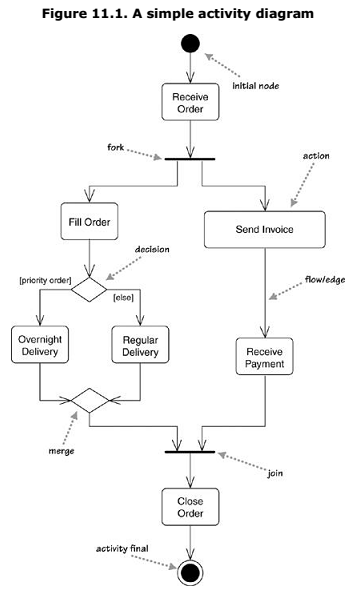 Figure 11.1. A simple activity diagram
initial node
Receive
Order
fork
action
Fill Order
Send Invoice
decision
[priority order]
[else]
flow/edge
Overnight
Delivery
Regular
Delivery
Receive
Payment
merge
join
Close
Order
activity final